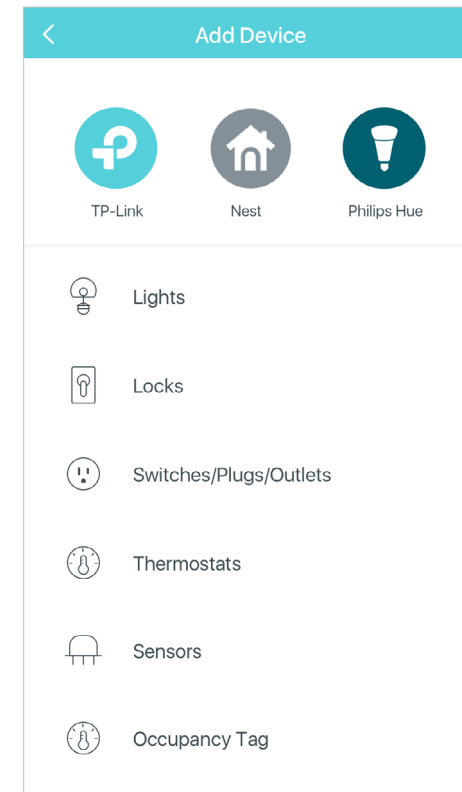 Add Device
TP-Link
Nest
Philips Hue
Lights
Locks
Switches/Plugs/Outlets
Thermostats
Sensors
Occupancy Tag